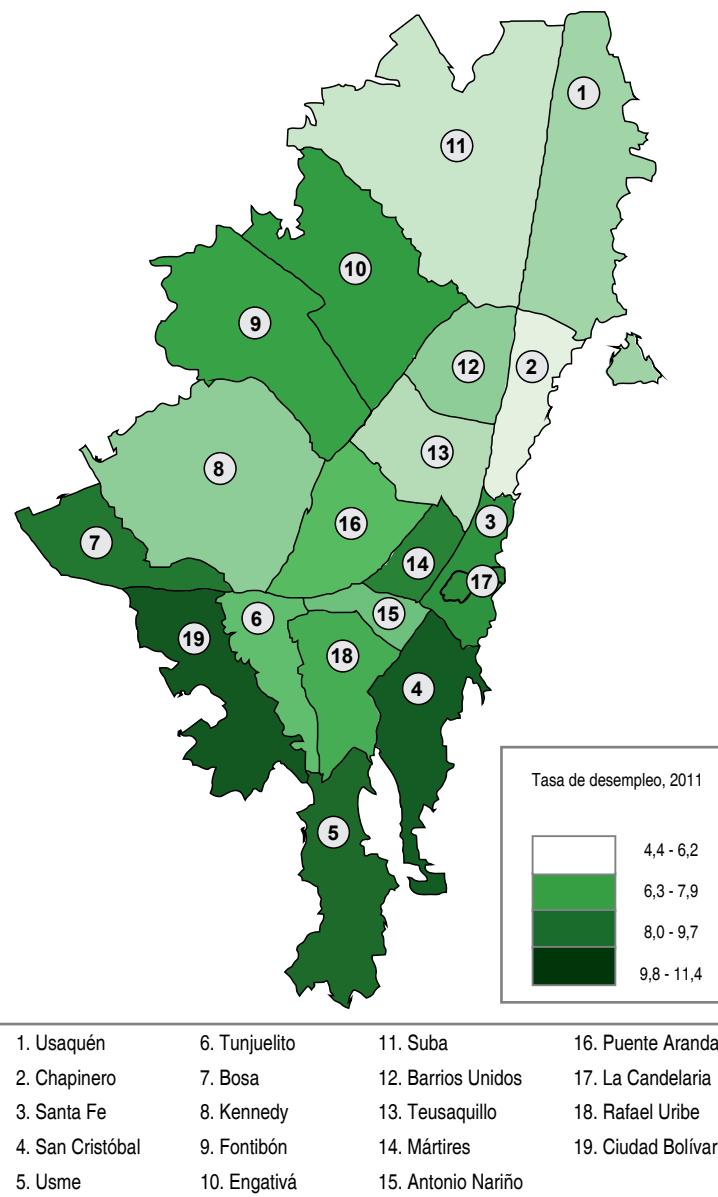 1
11
10
9
12
2
13
8
16
3
7
14
17
6
15
19
18
4
5
Tasa de desempleo, 2011
4,4 - 6,2
6,3 - 7,9
8,0 - 9,7
9,8 - 11,4
1. Usaquén
2. Chapinero
3. Santa Fe
4. San Cristóbal
5. Usme
6. Tunjuelito
7. Bosa
8. Kennedy
9. Fontibón
10. Engativá
11. Suba
12. Barrios Unidos
13. Teusaquillo
14. Mártires
15. Antonio Nariño
16. Puente Aranda
17. La Candelaria
18. Rafael Uribe
19. Ciudad Bolívar